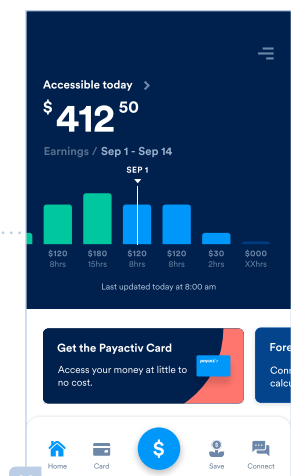 Accessible today
$412 50
Earnings / Sep 1 - Sep 14
SEP 1
$120 $180 $120 $120 $30 $000
8hrs 15hrs 8hrs 8hrs 2hrs XXhrs
Last updated today at 8:00 am
Get the Payactiv Card
Access your money at little to
no cost.
payactiv
Fore
Conn
calcu
$
Home Card Save Connect